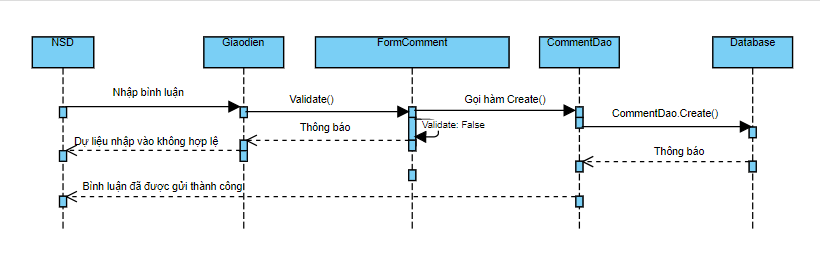 NSD
Giaodien
FormComment
CommentDao
Database
Nhập bình luận
Validate()
Gọi hàm Create()
CommentDao.Create()
Validate: False
Thông báo
Dự liệu nhập vào không hợp lệ
Thông báo
Bình luận đã được gửi thành công